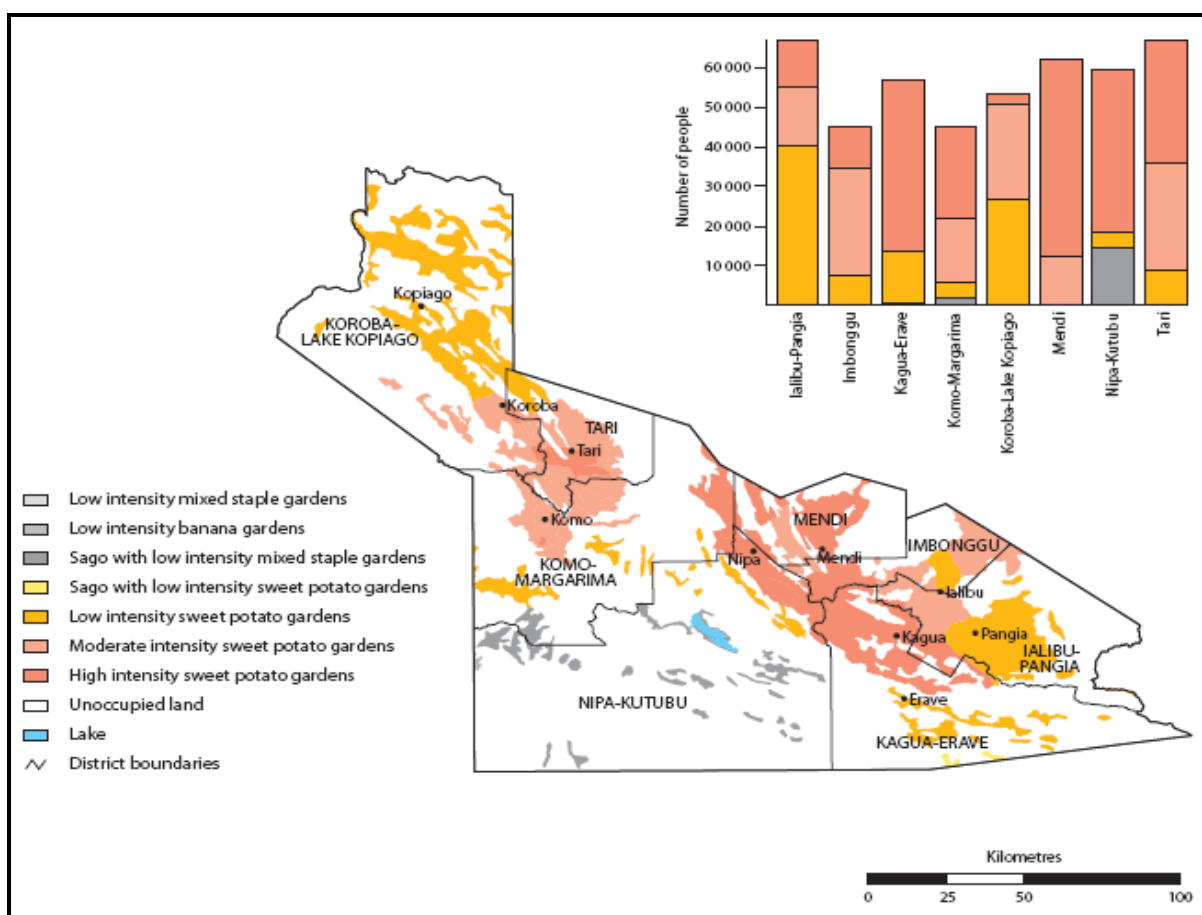 Number of people
60 000
50 000
40 000
30 000
20 000
10 000
Ialibu-Pangia
Imbonggu
Kagua-Erave
Komo-Margarima
Koroba-Lake Kopiago
Mendi
Nipa-Kutubu
Tari
Kopiago
KOROBA-
LAKE KOPIAGO
Koroba
TARI
Tari
Komo
KOMO-
MARGARIMA
Nipa
MENDI
Mendi
IMBONGGU
Ialibu
Kagua
Pangia
IALIBU-
PANGIA
NIPA-KUTUBU
Erave
KAGUA-ERAVE
Low intensity mixed staple gardens
Low intensity banana gardens
Sago with low intensity mixed staple gardens
Sago with low intensity sweet potato gardens
Low intensity sweet potato gardens
Moderate intensity sweet potato gardens
High intensity sweet potato gardens
Unoccupied land
Lake
District boundaries
Kilometres
0 25 50 100